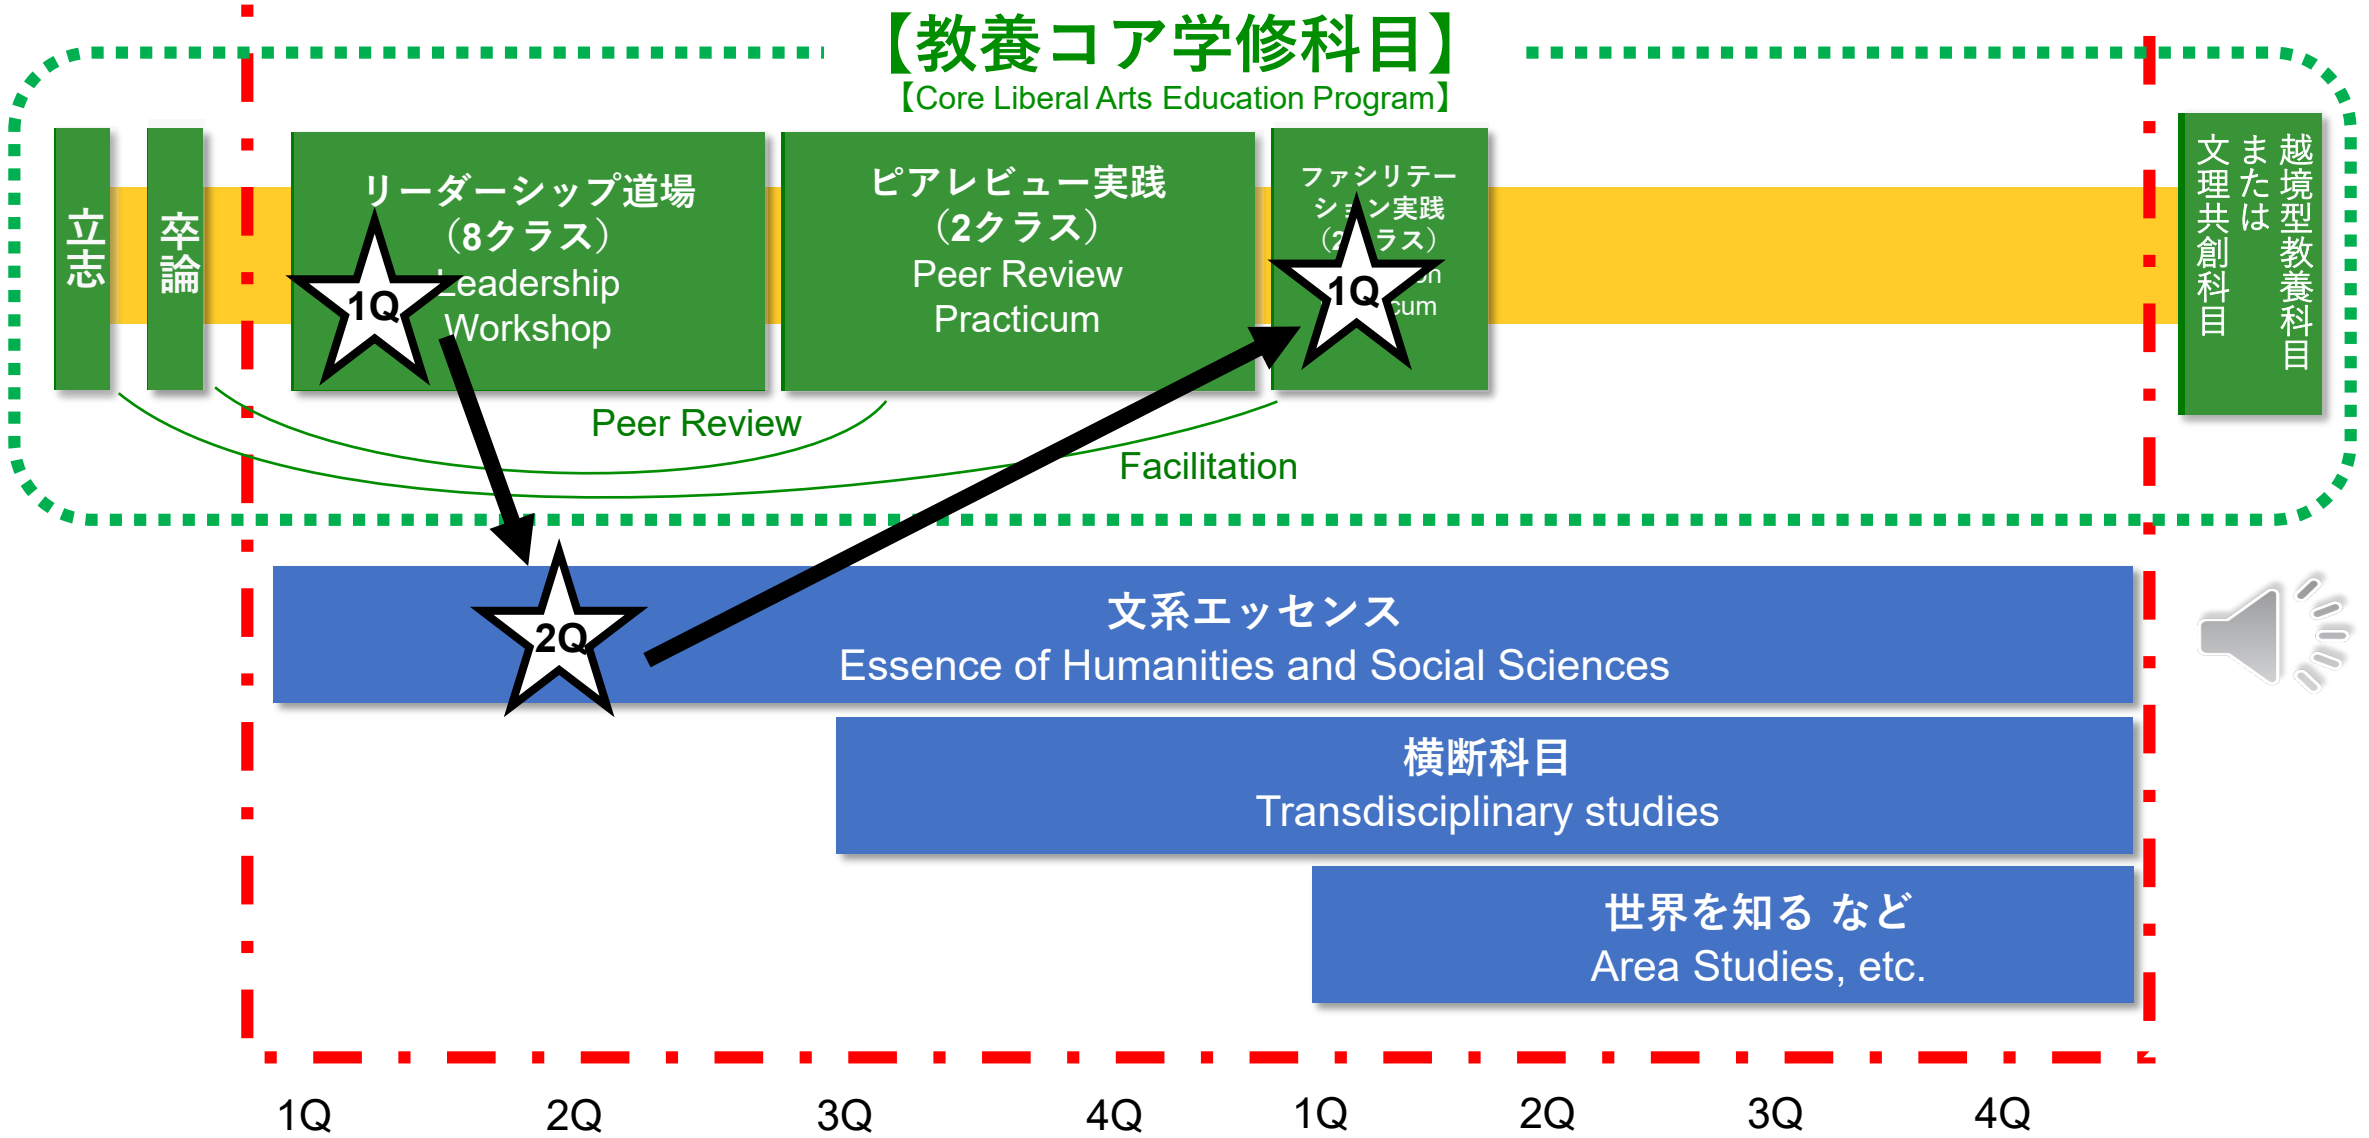 【教養コア学修科目】
【Core Liberal Arts Education Program】
立志
卒論
リーダーシップ道場
（8クラス）
Leadership
Workshop
1Q
ピアレビュー実践
（2クラス）
Peer Review
Practicum
ファシリテー
ション実践
ラス）
on
cum
1Q
越境型教養科目
または
文理共創科目
Peer Review
Facilitation
2Q
文系エッセンス
Essence of Humanities and Social Sciences
横断科目
Transdisciplinary studies
世界を知る など
Area Studies, etc.
1Q 2Q 3Q 4Q 1Q 2Q 3Q 4Q